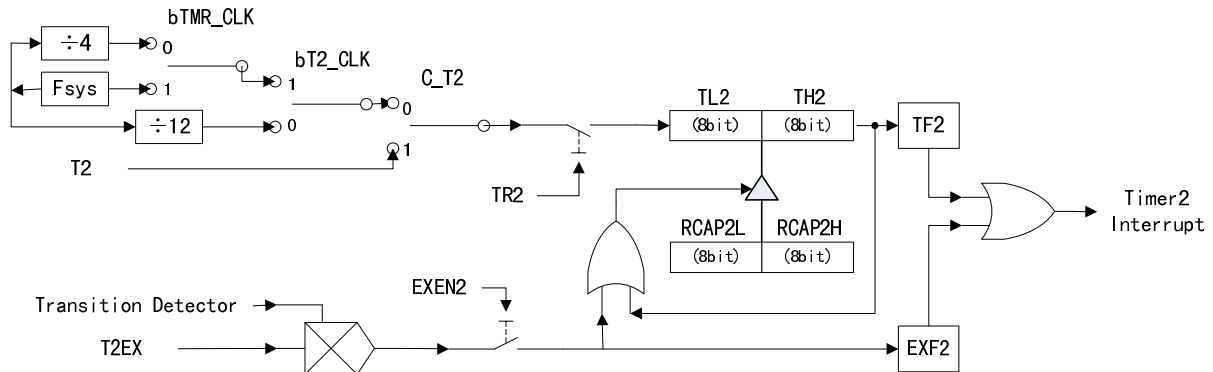 bTMR_CLK
÷4
0
bT2_CLK
Fsys
1
1
C_T2
0
÷12
0
1
T2
TR2
TL2
TH2
(8bit)
(8bit)
TF2
RCAP2L
RCAP2H
(8bit)
(8bit)
Timer2
Interrupt
EXEN2
Transition Detector
T2EX
EXF2